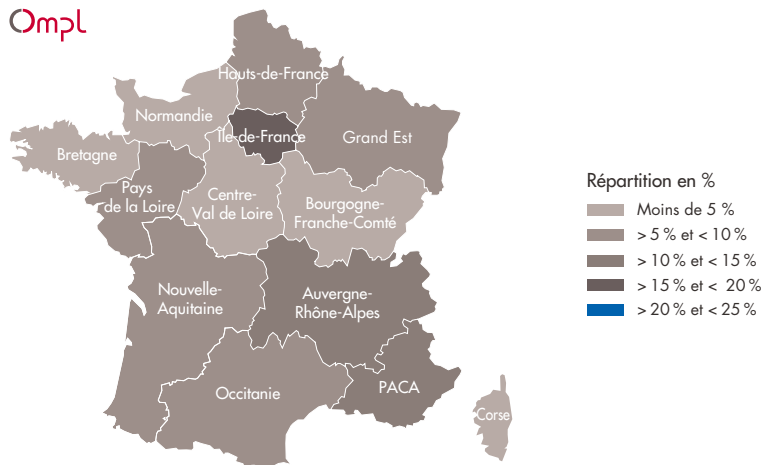 Ompl
Hauts-de-France
Normandie
Île-de-France
Grand Est
Bretagne
Pays
de la Loire
Centre-
Val de Loire
Bourgogne-
Franche-Comté
Nouvelle-
Aquitaine
Auvergne-
Rhône-Alpes
Occitanie
PACA
Corse
Répartition en %
Moins de 5 %
> 5 % et < 10 %
> 10 % et < 15 %
> 15 % et < 20 %
> 20 % et < 25 %